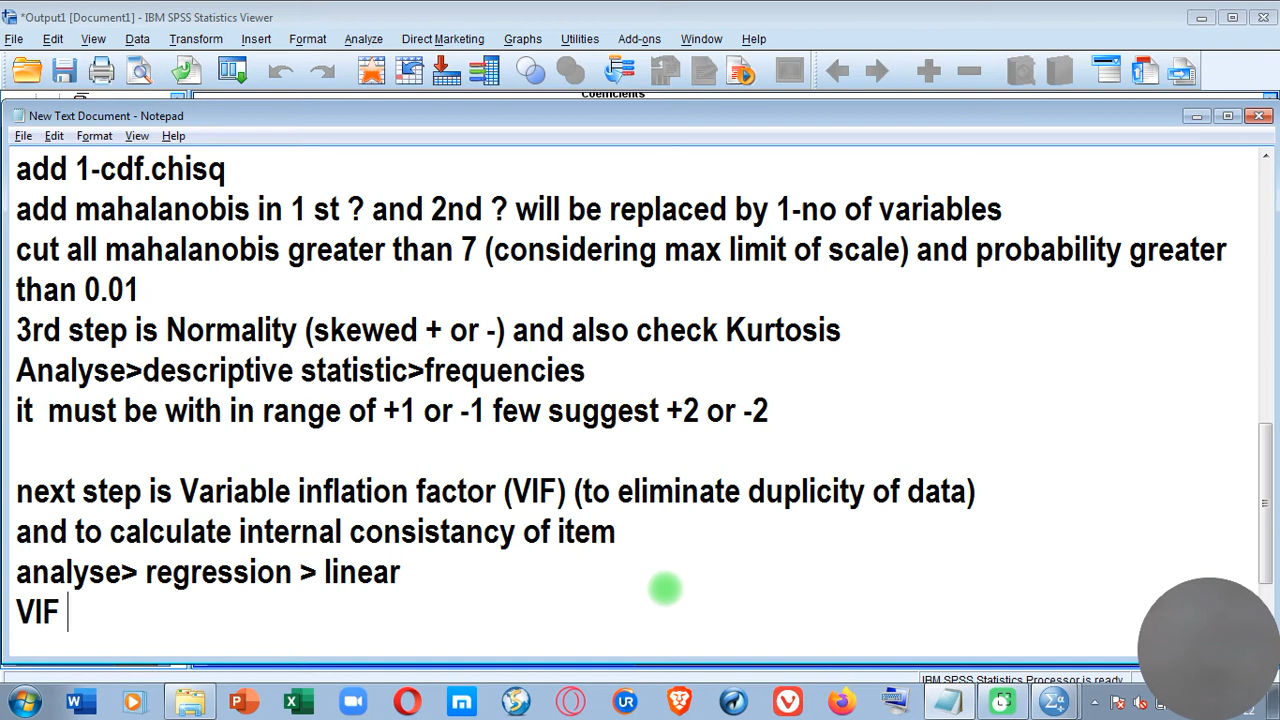 *Output1 [Document1] - IBM SPSS Statistics Viewer
File Edit View Data Transform Insert Format Analyze Direct Marketing Graphs Utilities Add-ons Window Help
Coefficients
New Text Document - Notepad
File Edit Format View Help
add 1-cdf.chisq
add mahalanobis in 1 st ? and 2nd ? will be replaced by 1-no of variables
cut all mahalanobis greater than 7 (considering max limit of scale) and probability greater
than 0.01
3rd step is Normality (skewed + or -) and also check Kurtosis
Analyse>descriptive statistic>frequencies
it must be with in range of +1 or -1 few suggest +2 or -2
next step is Variable inflation factor (VIF) (to eliminate duplicity of data)
and to calculate internal consistancy of item
analyse> regression > linear
VIF
IBM SPSS Statistics Processor is ready